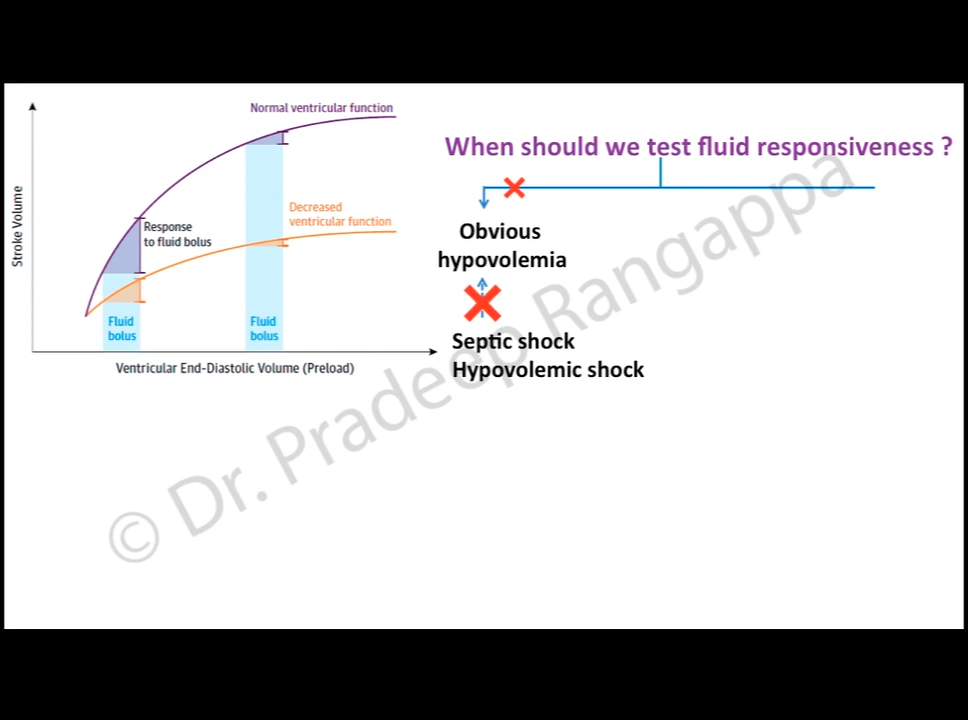 Normal ventricular function
When should we test fluid responsiveness ?
Stroke Volume
Decreased
ventricular function
Response
to fluid bolus
Obvious
hypovolemia
Fluid
bolus
Fluid
bolus
Septic shock
Hypovolemic shock
Ventricular End-Diastolic Volume (Preload)
© Dr. Pradeep Rangappa